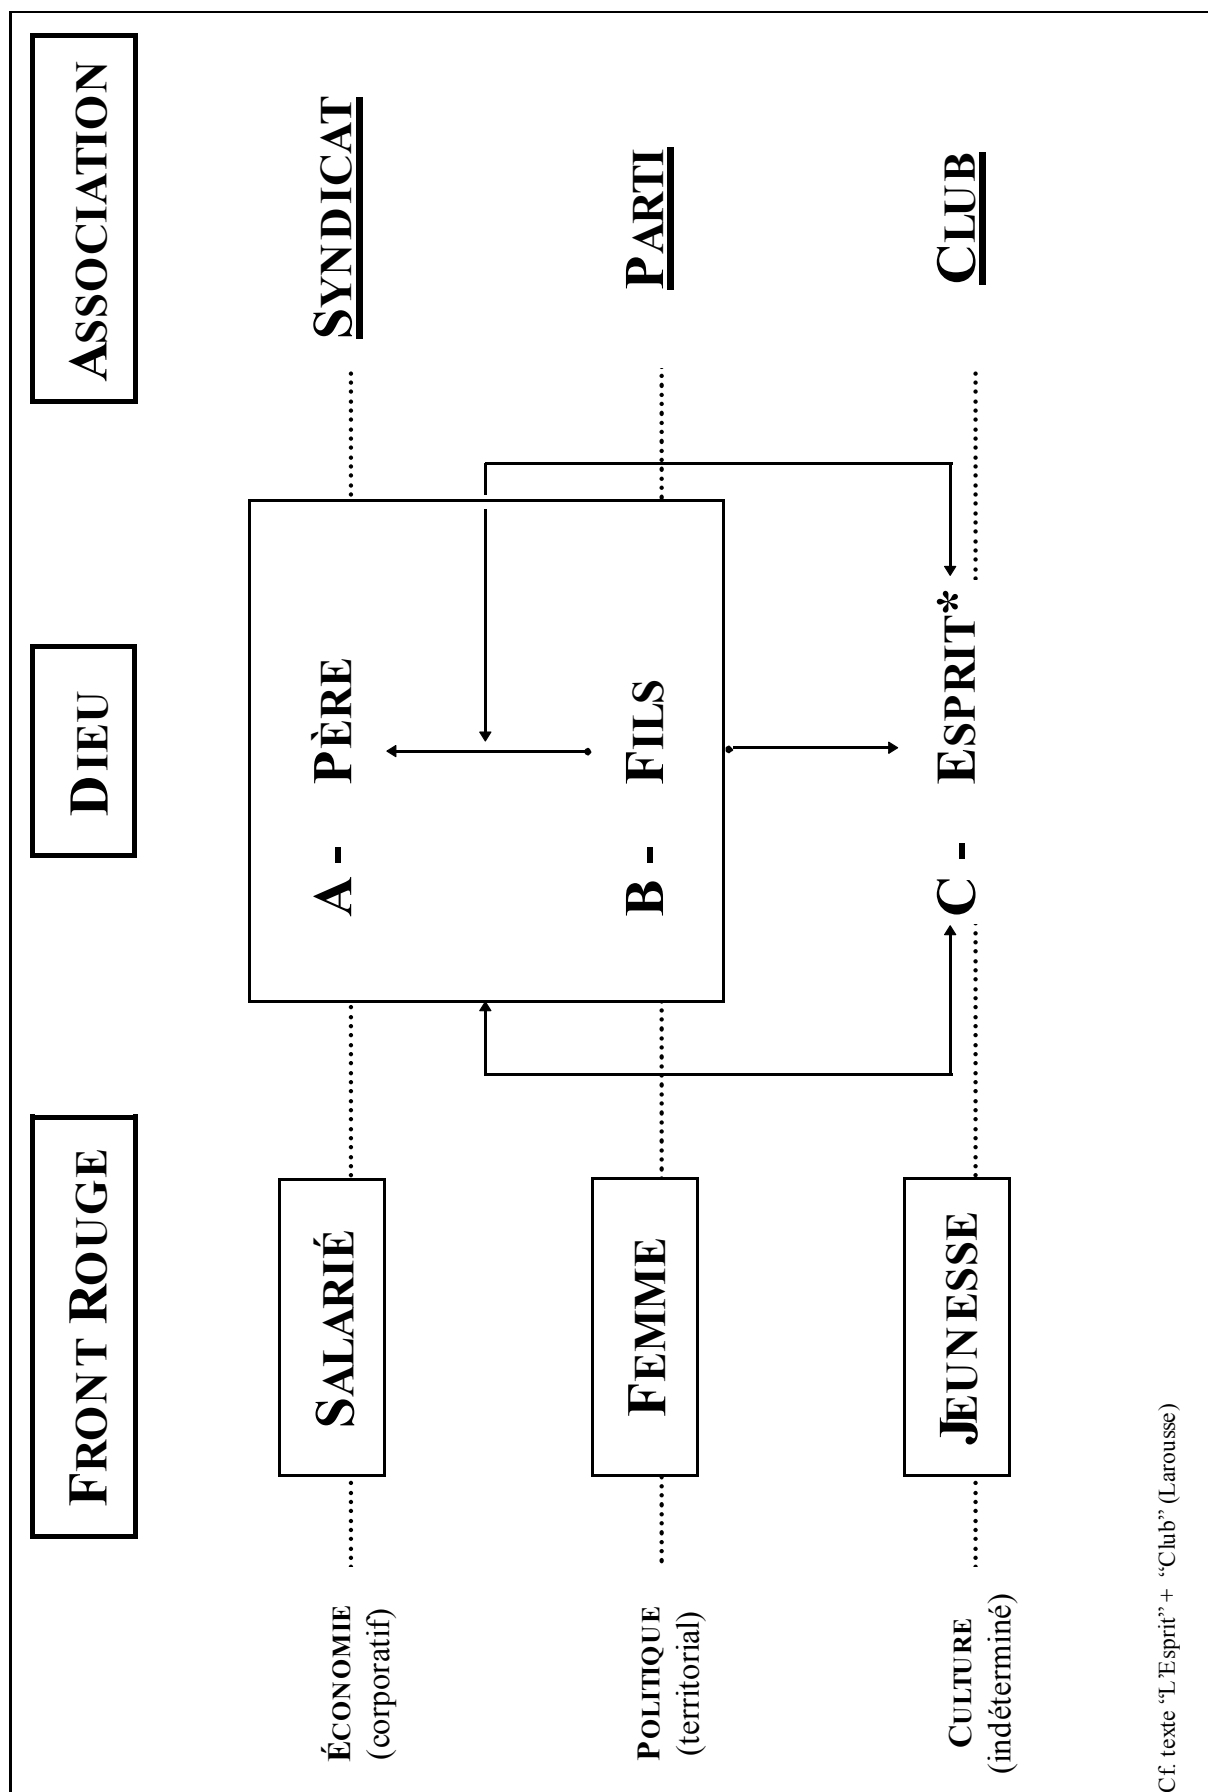 FRONT ROUGE
DIEU
ASSOCIATION
ÉCONOMIE
(corporatif)
SALARIÉ
A - PÈRE
SYNDICAT
POLITIQUE
(territorial)
FEMME
B - FILS
PARTI
CULTURE
(indéterminé)
JEUNESSE
C - ESPRIT*
CLUB
Cf. texte “L’Esprit” + “Club” (Larousse)